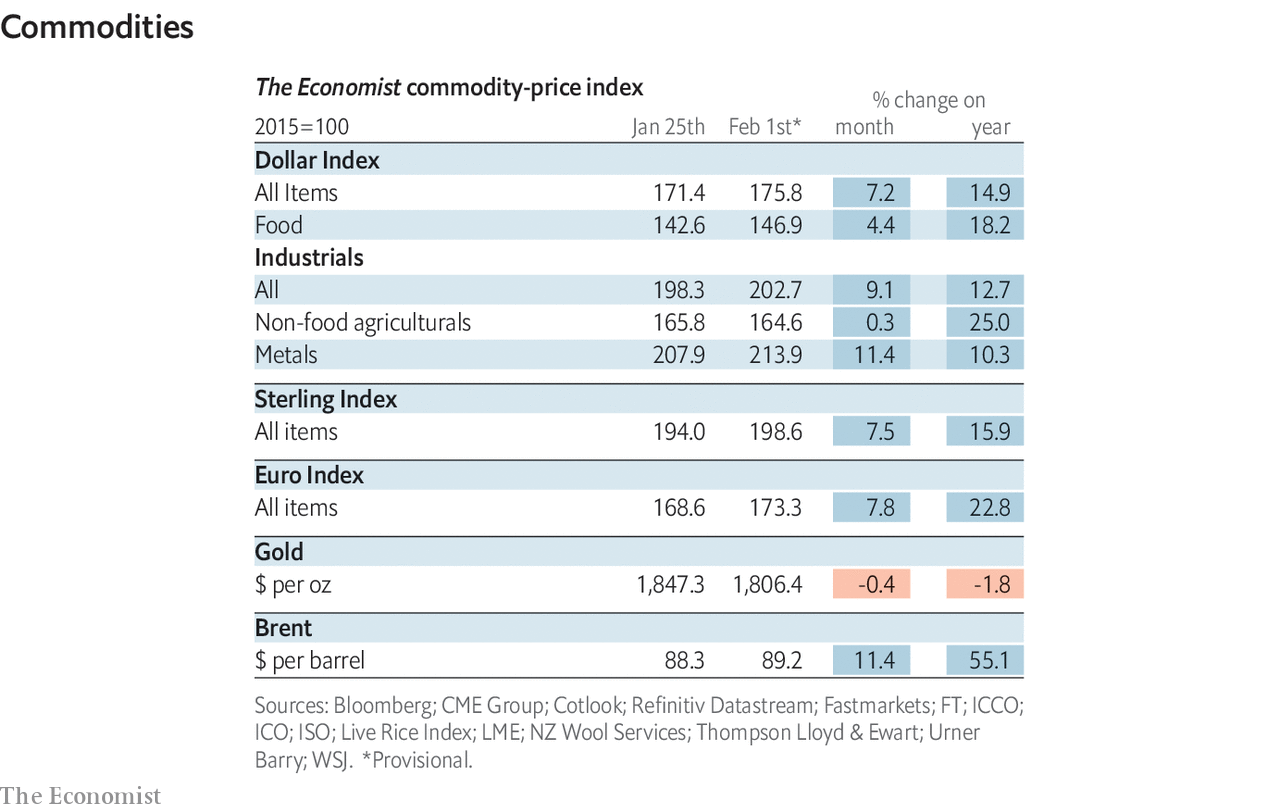 Commodities
The Economist commodity-price index
% change on
2015=100 Jan 25th Feb 1st* month year
Dollar Index
All Items 171.4 175.8 7.2 14.9
Food 142.6 146.9 4.4 18.2
Industrials
All 198.3 202.7 9.1 12.7
Non-food agriculturals 165.8 164.6 0.3 25.0
Metals 207.9 213.9 11.4 10.3
Sterling Index
All items 194.0 198.6 7.5 15.9
Euro Index
All items 168.6 173.3 7.8 22.8
Gold
$ per oz 1,847.3 1,806.4 -0.4 -1.8
Brent
$ per barrel 88.3 89.2 11.4 55.1
Sources: Bloomberg; CME Group; Cotlook; Refinitiv Datastream; Fastmarkets; FT; ICCO;
ICO; ISO; Live Rice Index; LME; NZ Wool Services; Thompson Lloyd & Ewart; Urner
Barry; WSJ. *Provisional.
The Economist